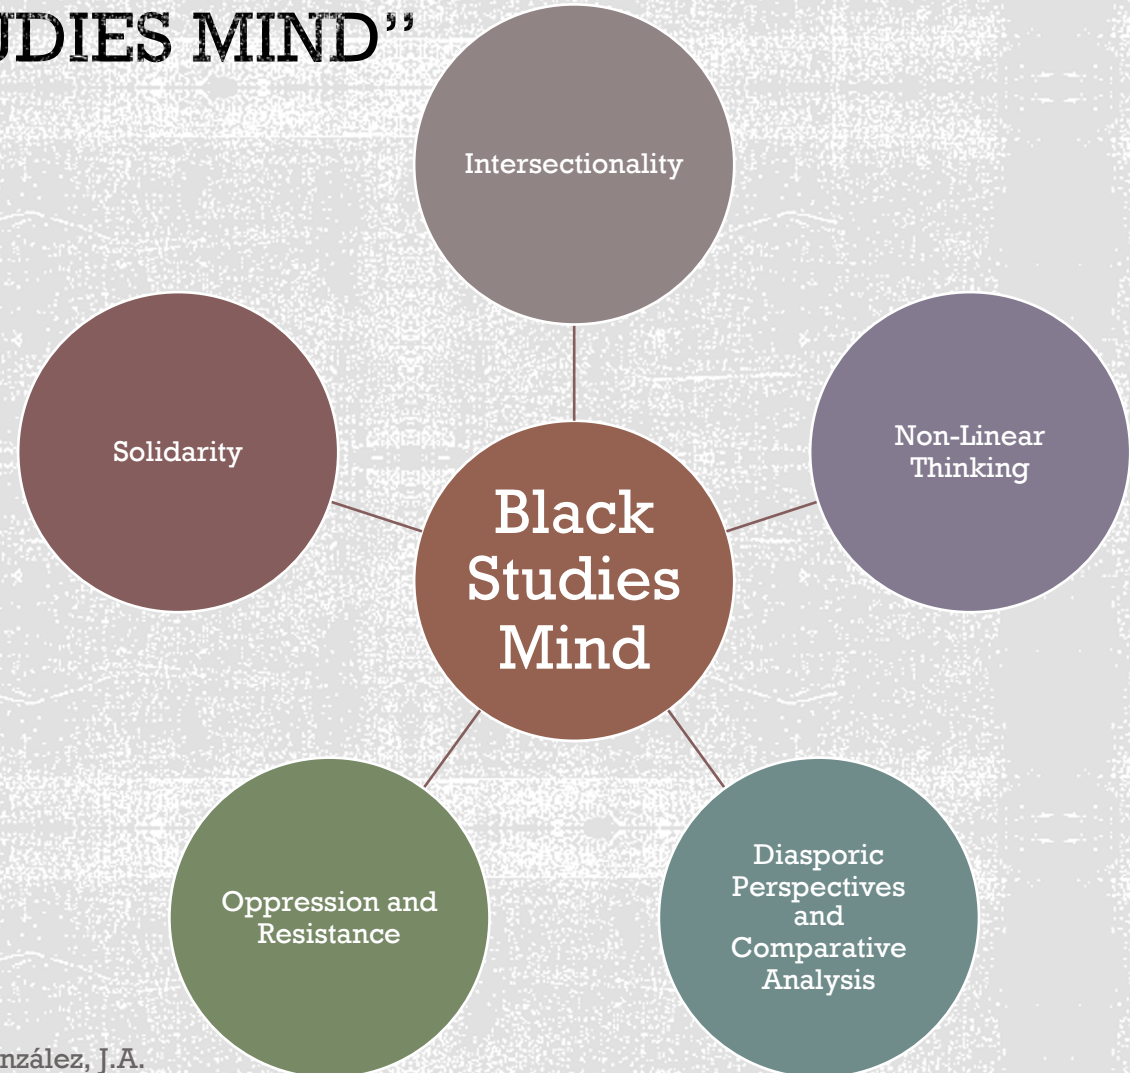 UDIES MIND”
Intersectionality
Solidarity
Non-Linear
Thinking
Black
Studies
Mind
Oppression and
Resistance
Diasporic
Perspectives
and
Comparative
Analysis
nzález, J.A.